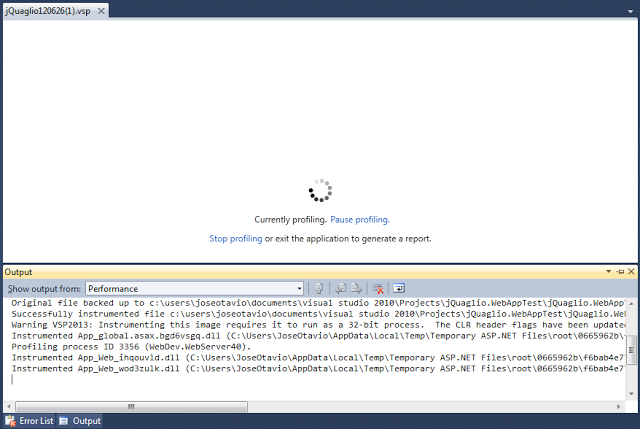 jQuaglio120626(1).vsp
Currently profiling. Pause profiling.
Stop profiling or exit the application to generate a report.
Output
Show output from: Performance
Original file backed up to c:\users\joseotavio\documents\visual studio 2010\Projects\jQuaglio.WebAppTest\jQuaglio.WebApp
Successfully instrumented file c:\users\joseotavio\documents\visual studio 2010\Projects\jQuaglio.WebAppTest\jQuaglio.WebApp
Warning VSP2013: Instrumenting this image requires it to run as a 32-bit process.  The CLR header flags have been update
Instrumented App_global.asax.bgd6vsgq.dll (C:\Users\JoseOtavio\AppData\Local\Temp\Temporary ASP.NET Files\root\0665962b\
Profiling process ID 3356 (WebDev.WebServer40).
Instrumented App_Web_ihqouvld.dll (C:\Users\JoseOtavio\AppData\Local\Temp\Temporary ASP.NET Files\root\0665962b\f6bab4e7
Instrumented App_Web_wod3zulk.dll (C:\Users\JoseOtavio\AppData\Local\Temp\Temporary ASP.NET Files\root\0665962b\f6bab4e7
Error List Output